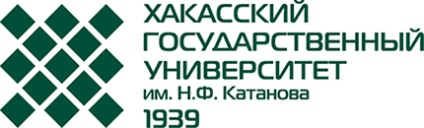 ХАКАССКИЙ
ГОСУДАРСТВЕННЫЙ
УНИВЕРСИТЕТ
им. Н.Ф. Катанова
1939